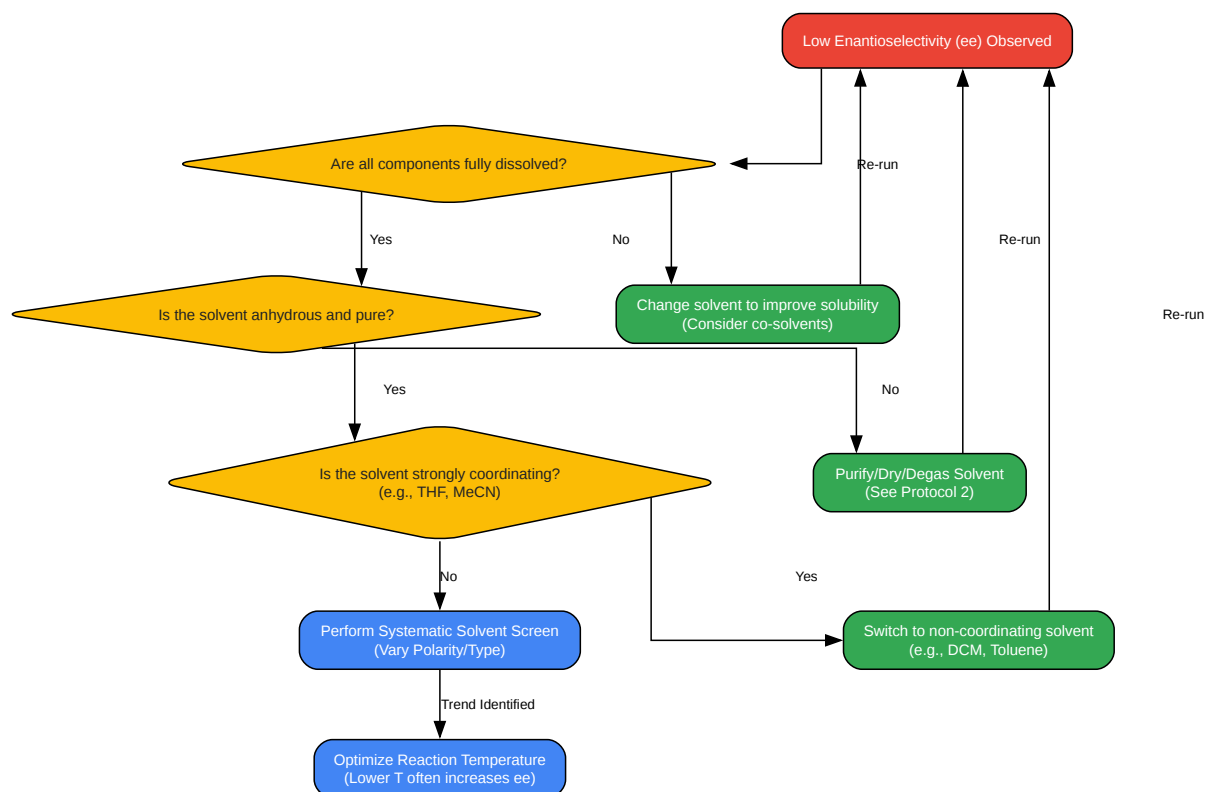 Low Enantioselectivity (ee) Observed
Are all components fully dissolved?
Re-run
Yes
No
Re-run
Is the solvent anhydrous and pure?
Change solvent to improve solubility
(Consider co-solvents)
Re-run
Yes
No
Is the solvent strongly coordinating?
(e.g., THF, MeCN)
Purify/Dry/Degas Solvent
(See Protocol 2)
No
Yes
Perform Systematic Solvent Screen
(Vary Polarity/Type)
Switch to non-coordinating solvent
(e.g., DCM, Toluene)
Trend Identified
Optimize Reaction Temperature
(Lower T often increases ee)